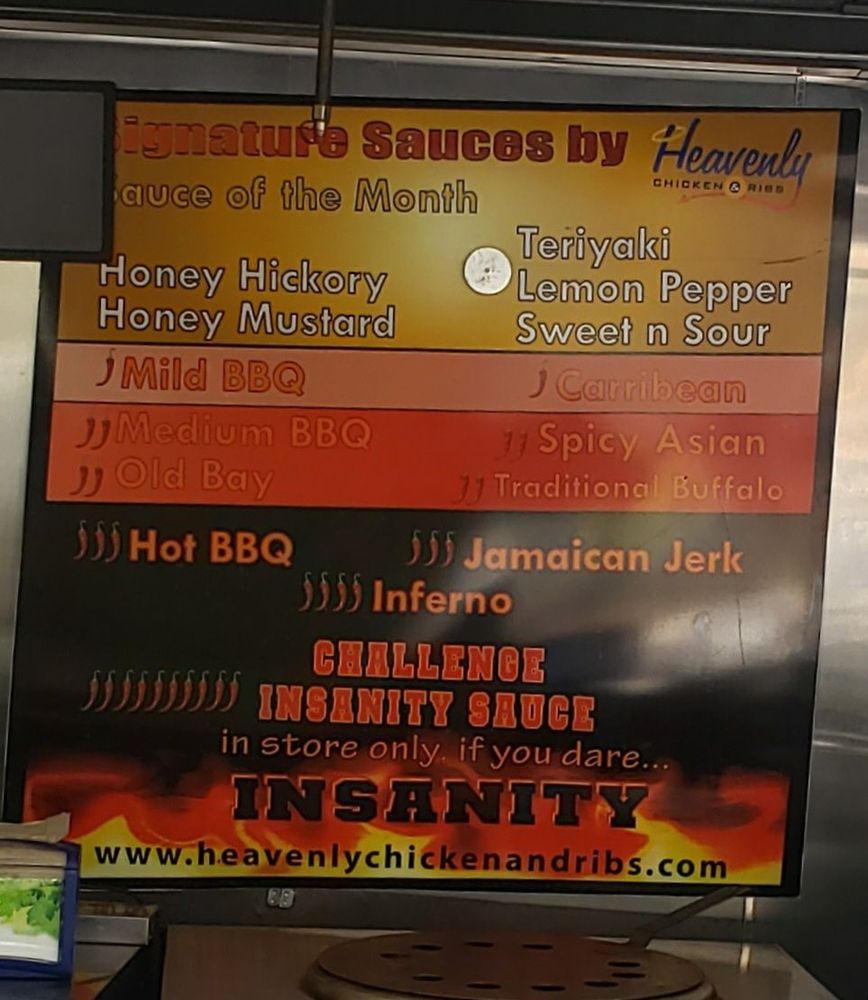 ignature Sauces by
Heavenly
CHICKEN & RIBS
auce of the Month
Teriyaki
Honey Hickory
Lemon Pepper
Honey Mustard
Sweet n Sour
Mild BBQ
Carribean
Medium BBQ
Spicy Asian
Old Bay
Traditional Buffalo
Hot BBQ
Jamaican Jerk
Inferno
CHALLENGE
INSANITY SAUCE
in store only, if you dare...
INSANITY
www.heavenlychickenandribs.com